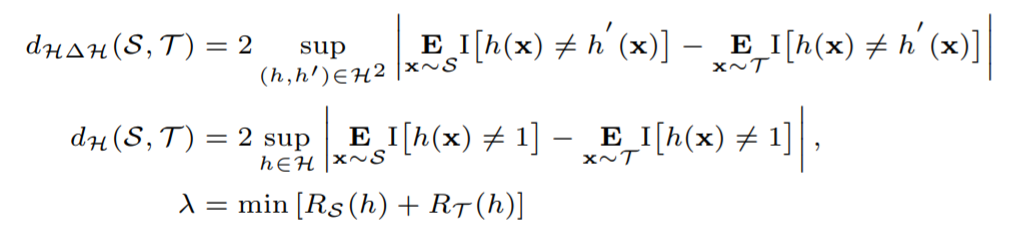 d_{\mathcal{H}\Delta\mathcal{H}}(\mathcal{S}, \mathcal{T}) = 2 \sup_{(h,h')\in\mathcal{H}^2} \left| \mathbf{E}_{\mathbf{x}\sim\mathcal{S}} \mathrm{I}[h(\mathbf{x}) \neq h'(\mathbf{x})] - \mathbf{E}_{\mathbf{x}\sim\mathcal{T}} \mathrm{I}[h(\mathbf{x}) \neq h'(\mathbf{x})] \right|
d_{\mathcal{H}}(\mathcal{S}, \mathcal{T}) = 2 \sup_{h\in\mathcal{H}} \left| \mathbf{E}_{\mathbf{x}\sim\mathcal{S}} \mathrm{I}[h(\mathbf{x}) \neq 1] - \mathbf{E}_{\mathbf{x}\sim\mathcal{T}} \mathrm{I}[h(\mathbf{x}) \neq 1] \right|,
\lambda = \min [R_{\mathcal{S}}(h) + R_{\mathcal{T}}(h)]